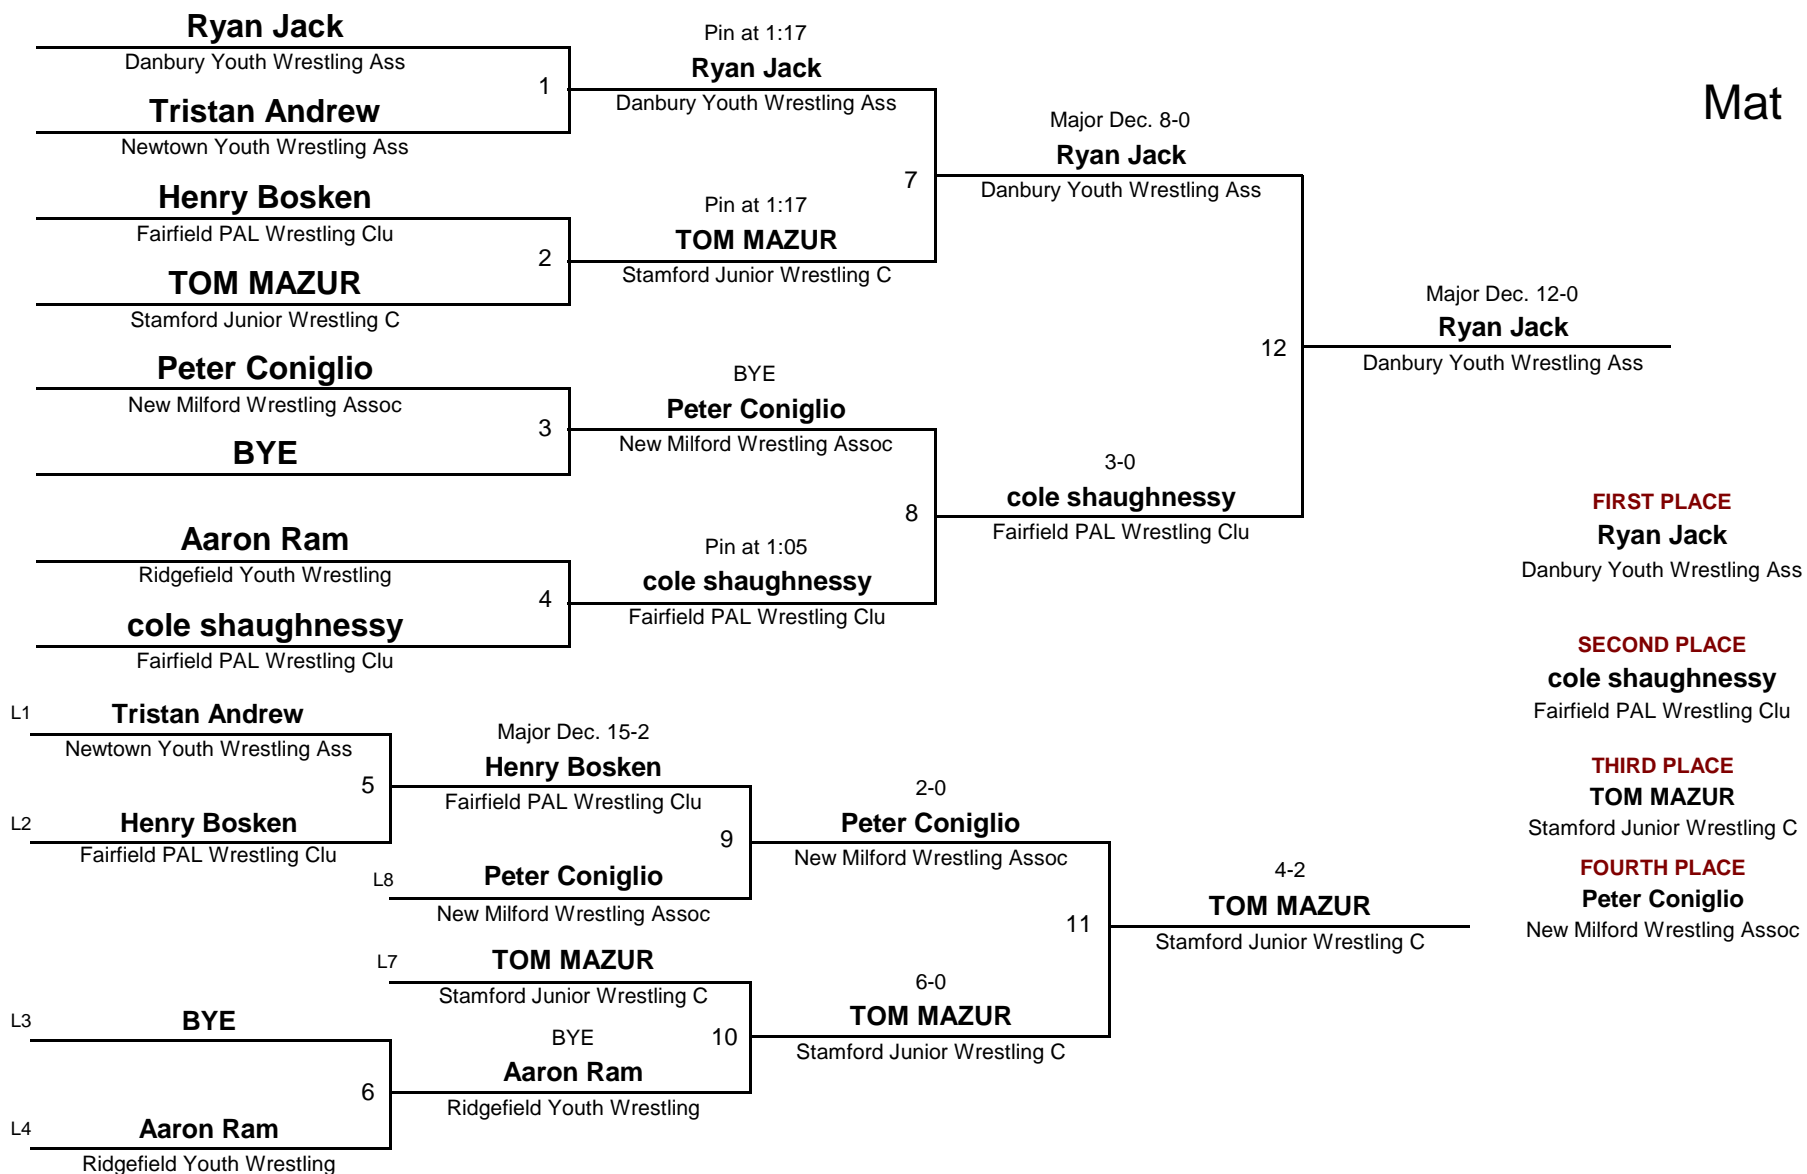 Ryan Jack
Danbury Youth Wrestling Ass
1
Tristan Andrew
Newtown Youth Wrestling Ass
Henry Bosken
Fairfield PAL Wrestling Clu
2
TOM MAZUR
Stamford Junior Wrestling C
Peter Coniglio
New Milford Wrestling Assoc
3
BYE
Aaron Ram
Ridgefield Youth Wrestling
4
cole shaughnessy
Fairfield PAL Wrestling Clu
Pin at 1:17
Ryan Jack
Danbury Youth Wrestling Ass
7
Pin at 1:17
TOM MAZUR
Stamford Junior Wrestling C
BYE
Peter Coniglio
New Milford Wrestling Assoc
8
Pin at 1:05
cole shaughnessy
Fairfield PAL Wrestling Clu
Major Dec. 8-0
Ryan Jack
Danbury Youth Wrestling Ass
12
3-0
cole shaughnessy
Fairfield PAL Wrestling Clu
Major Dec. 12-0
Ryan Jack
Danbury Youth Wrestling Ass
Mat
L1
Tristan Andrew
Newtown Youth Wrestling Ass
5
L2
Henry Bosken
Fairfield PAL Wrestling Clu
L3
BYE
6
L4
Aaron Ram
Ridgefield Youth Wrestling
Major Dec. 15-2
Henry Bosken
Fairfield PAL Wrestling Clu
9
L8
Peter Coniglio
New Milford Wrestling Assoc
L7
TOM MAZUR
Stamford Junior Wrestling C
10
BYE
Aaron Ram
Ridgefield Youth Wrestling
2-0
Peter Coniglio
New Milford Wrestling Assoc
11
6-0
TOM MAZUR
Stamford Junior Wrestling C
4-2
TOM MAZUR
Stamford Junior Wrestling C
FIRST PLACE
Ryan Jack
Danbury Youth Wrestling Ass
SECOND PLACE
cole shaughnessy
Fairfield PAL Wrestling Clu
THIRD PLACE
TOM MAZUR
Stamford Junior Wrestling C
FOURTH PLACE
Peter Coniglio
New Milford Wrestling Assoc